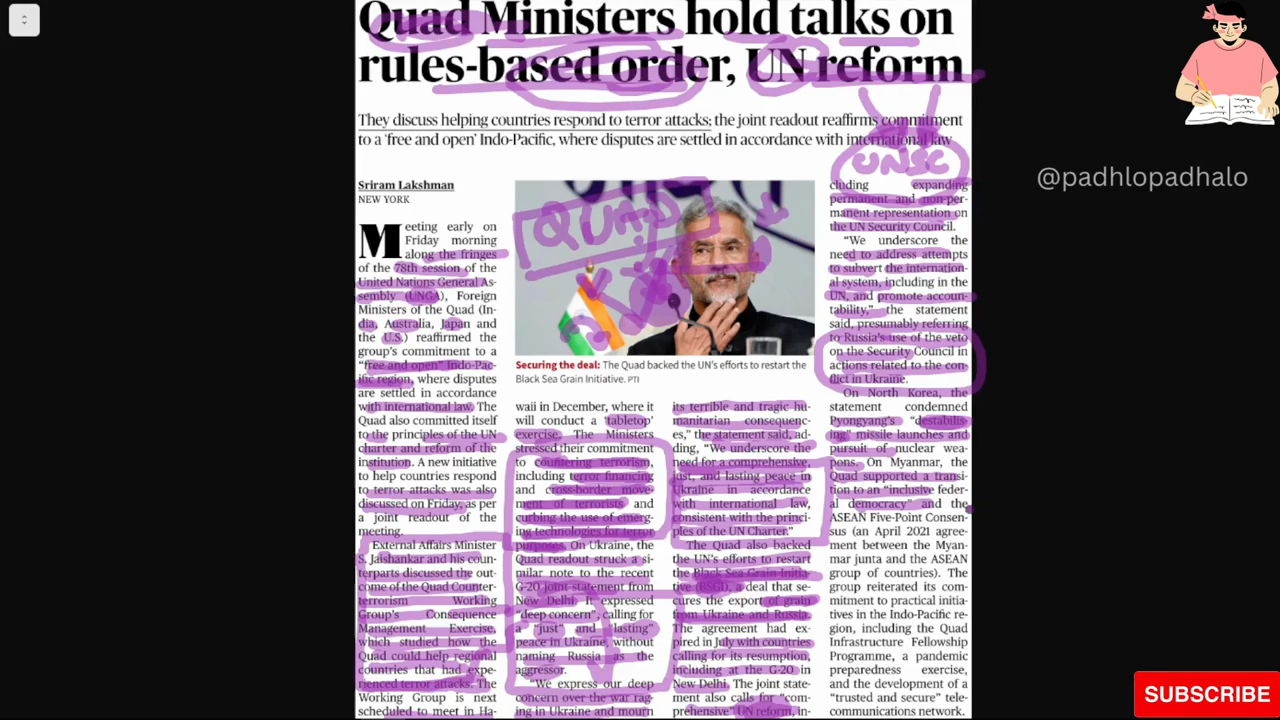 Quad Ministers hold talks on
rules-based order, UN reform
They discuss helping countries respond to terror attacks; the joint readout reaffirms commitment
to a ‘free and open’ Indo-Pacific, where disputes are settled in accordance with international law
UNSC
@padhlopadhalo
Sriram Lakshman
NEW YORK
Meeting early on
Friday morning
along the fringes
of the 78th session of the
United Nations General As-
sembly (UNGA), Foreign
Ministers of the Quad (In-
dia, Australia, Japan and
the U.S.) reaffirmed the
group's commitment to a
“free and open” Indo-Pac-
ific region, where disputes
are settled in accordance
with international law. The
Quad also committed itself
to the principles of the UN
charter and reform of the
institution. A new initiative
to help countries respond
to terror attacks was also
discussed on Friday, as per
a joint readout of the
meeting.
External Affairs Minister
S. Jaishankar and his coun-
terparts discussed the out-
come of the Quad Counter-
terrorism Working
Group's Consequence
Management Exercise,
which studied how the
Quad could help regional
countries that had expe-
rienced terror attacks. The
Working Group is next
scheduled to meet in Ha-
QUAD
Securing the deal: The Quad backed the UN's efforts to restart the
Black Sea Grain Initiative. PTI
waii in December, where it
will conduct a ‘tabletop’
exercise. The Ministers
stressed their commitment
to countering terrorism,
including terror financing
and cross-border move-
ment of terrorists and
curbing the use of emerg-
ing technologies for terror
purposes. On Ukraine, the
Quad readout struck a si-
milar note to the recent
G-20 joint statement from
New Delhi. It expressed
“deep concern”, calling for
a “just” and “lasting”
peace in Ukraine, without
naming Russia as the
aggressor.
“We express our deep
concern over the war rag-
ing in Ukraine and mourn
its terrible and tragic hu-
manitarian consequenc-
es,” the statement said, ad-
ding, “We underscore the
need for a comprehensive,
just, and lasting peace in
Ukraine in accordance
with international law,
consistent with the princi-
ples of the UN Charter.”
The Quad also backed
the UN's efforts to restart
the Black Sea Grain Initia-
tive (BSGI), a deal that se-
cures the export of grain
from Ukraine and Russia.
The agreement had ex-
pired in July with countries
calling for its resumption,
including at the G-20 in
New Delhi. The joint state-
ment also calls for “com-
prehensive” UN reform, in-
cluding expanding
permanent and non-per-
manent representation on
the UN Security Council.
“We underscore the
need to address attempts
to subvert the internation-
al system, including in the
UN, and promote accoun-
tability,” the statement
said, presumably referring
to Russia's use of the veto
on the Security Council in
actions related to the con-
flict in Ukraine.
On North Korea, the
statement condemned
Pyongyang's “destabilis-
ing” missile launches and
pursuit of nuclear wea-
pons. On Myanmar, the
Quad supported a transi-
tion to an “inclusive feder-
al democracy” and the
ASEAN Five-Point Consen-
sus (an April 2021 agree-
ment between the Myan-
mar junta and the ASEAN
group of countries). The
group reiterated its com-
mitment to practical initia-
tives in the Indo-Pacific re-
gion, including the Quad
Infrastructure Fellowship
Programme, a pandemic
preparedness exercise,
and the development of a
“trusted and secure” tele-
communications network.
SUBSCRIBE